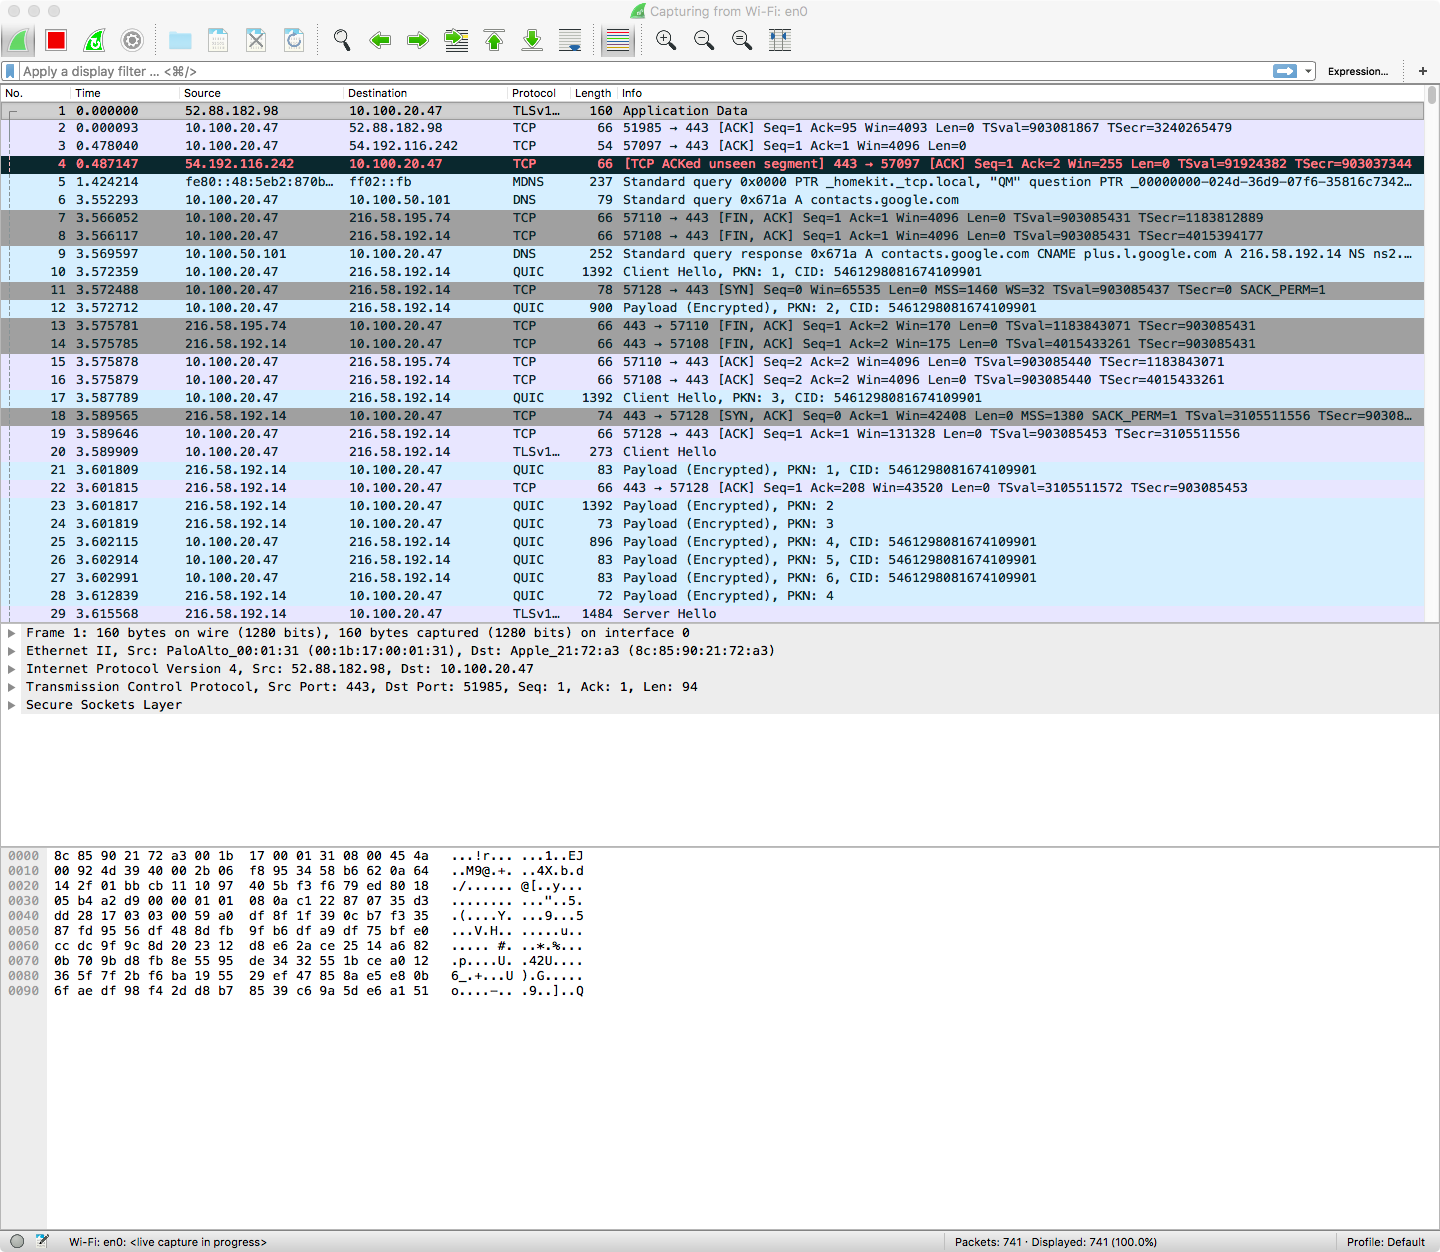 Capturing from Wi-Fi: en0
Apply a display filter ... <⌘/> Expression... +
No. Time Source Destination Protocol Length Info
1 0.000000 52.88.182.98 10.100.20.47 TLSv1... 160 Application Data
2 0.000093 10.100.20.47 52.88.182.98 TCP 66 51985 → 443 [ACK] Seq=1 Ack=95 Win=4093 Len=0 TSval=903081867 TSecr=3240265479
3 0.478040 10.100.20.47 54.192.116.242 TCP 54 57097 → 443 [ACK] Seq=1 Ack=1 Win=4096 Len=0
4 0.487147 54.192.116.242 10.100.20.47 TCP 66 [TCP ACKed unseen segment] 443 → 57097 [ACK] Seq=1 Ack=2 Win=255 Len=0 TSval=91924382 TSecr=903037344
5 1.424214 fe80::48:5eb2:870b... ff02::fb MDNS 237 Standard query 0x0000 PTR _homekit._tcp.local, "QM" question PTR _00000000-024d-36d9-07f6-35816c7342...
6 3.552293 10.100.20.47 10.100.50.101 DNS 79 Standard query 0x671a A contacts.google.com
7 3.566052 10.100.20.47 216.58.195.74 TCP 66 57110 → 443 [FIN, ACK] Seq=1 Ack=1 Win=4096 Len=0 TSval=903085431 TSecr=1183812889
8 3.566117 10.100.20.47 216.58.192.14 TCP 66 57108 → 443 [FIN, ACK] Seq=1 Ack=1 Win=4096 Len=0 TSval=903085431 TSecr=4015394177
9 3.569597 10.100.50.101 10.100.20.47 DNS 252 Standard query response 0x671a A contacts.google.com CNAME plus.l.google.com A 216.58.192.14 NS ns2....
10 3.572359 10.100.20.47 216.58.192.14 QUIC 1392 Client Hello, PKN: 1, CID: 5461298081674109901
11 3.572488 10.100.20.47 216.58.192.14 TCP 78 57128 → 443 [SYN] Seq=0 Win=65535 Len=0 MSS=1460 WS=32 TSval=903085437 TSecr=0 SACK_PERM=1
12 3.572712 10.100.20.47 216.58.192.14 QUIC 900 Payload (Encrypted), PKN: 2, CID: 5461298081674109901
13 3.575781 216.58.195.74 10.100.20.47 TCP 66 443 → 57110 [FIN, ACK] Seq=1 Ack=2 Win=170 Len=0 TSval=1183843071 TSecr=903085431
14 3.575785 216.58.192.14 10.100.20.47 TCP 66 443 → 57108 [FIN, ACK] Seq=1 Ack=2 Win=175 Len=0 TSval=4015433261 TSecr=903085431
15 3.575878 10.100.20.47 216.58.195.74 TCP 66 57110 → 443 [ACK] Seq=2 Ack=2 Win=4096 Len=0 TSval=903085440 TSecr=1183843071
16 3.575879 10.100.20.47 216.58.192.14 TCP 66 57108 → 443 [ACK] Seq=2 Ack=2 Win=4096 Len=0 TSval=903085440 TSecr=4015433261
17 3.587789 10.100.20.47 216.58.192.14 QUIC 1392 Client Hello, PKN: 3, CID: 5461298081674109901
18 3.589565 216.58.192.14 10.100.20.47 TCP 74 443 → 57128 [SYN, ACK] Seq=0 Ack=1 Win=42408 Len=0 MSS=1380 SACK_PERM=1 TSval=3105511556 TSecr=90308...
19 3.589646 10.100.20.47 216.58.192.14 TCP 66 57128 → 443 [ACK] Seq=1 Ack=1 Win=131328 Len=0 TSval=903085453 TSecr=3105511556
20 3.589909 10.100.20.47 216.58.192.14 TLSv1... 273 Client Hello
21 3.601809 216.58.192.14 10.100.20.47 QUIC 83 Payload (Encrypted), PKN: 1, CID: 5461298081674109901
22 3.601815 216.58.192.14 10.100.20.47 TCP 66 443 → 57128 [ACK] Seq=1 Ack=208 Win=43520 Len=0 TSval=3105511572 TSecr=903085453
23 3.601817 216.58.192.14 10.100.20.47 QUIC 1392 Payload (Encrypted), PKN: 2
24 3.601819 216.58.192.14 10.100.20.47 QUIC 73 Payload (Encrypted), PKN: 3
25 3.602115 10.100.20.47 216.58.192.14 QUIC 896 Payload (Encrypted), PKN: 4, CID: 5461298081674109901
26 3.602914 10.100.20.47 216.58.192.14 QUIC 83 Payload (Encrypted), PKN: 5, CID: 5461298081674109901
27 3.602991 10.100.20.47 216.58.192.14 QUIC 83 Payload (Encrypted), PKN: 6, CID: 5461298081674109901
28 3.612839 216.58.192.14 10.100.20.47 QUIC 72 Payload (Encrypted), PKN: 4
29 3.615568 216.58.192.14 10.100.20.47 TLSv1... 1484 Server Hello
Frame 1: 160 bytes on wire (1280 bits), 160 bytes captured (1280 bits) on interface 0
Ethernet II, Src: PaloAlto_00:01:31 (00:1b:17:00:01:31), Dst: Apple_21:72:a3 (8c:85:90:21:72:a3)
Internet Protocol Version 4, Src: 52.88.182.98, Dst: 10.100.20.47
Transmission Control Protocol, Src Port: 443, Dst Port: 51985, Seq: 1, Ack: 1, Len: 94
Secure Sockets Layer
0000 8c 85 90 21 72 a3 00 1b 17 00 01 31 08 00 45 4a ...!r... ...1..EJ
0010 00 92 4d 39 40 00 2b 06 f8 95 34 58 b6 62 0a 64 ..M9@.+. ..4X.b.d
0020 14 2f 01 bb cb 11 10 97 40 5b f3 f6 79 ed 80 18 ./...... @[..y...
0030 05 b4 a2 d9 00 00 01 01 08 0a c1 22 87 07 35 d3 ........ ..."..5.
0040 dd 28 17 03 03 00 59 a0 df 8f 1f 39 0c b7 f3 35 .(....Y. ...9...5
0050 87 fd 95 56 df 48 8d fb 9f b6 df a9 df 75 bf e0 ...V.H.. .....u..
0060 cc dc 9f 9c 8d 20 23 12 d8 e6 2a ce 25 14 a6 82 ..... #. ..*.%...
0070 0b 70 9b d8 fb 8e 55 95 de 34 32 55 1b ce a0 12 .p....U. .42U....
0080 36 5f 7f 2b f6 ba 19 55 29 ef 47 85 8a e5 e8 0b 6_.+...U ).G.....
0090 6f ae df 98 f4 2d d8 b7 85 39 c6 9a 5d e6 a1 51 o....-.. .9..]..Q
Wi-Fi: en0: <live capture in progress> Packets: 741 · Displayed: 741 (100.0%) Profile: Default